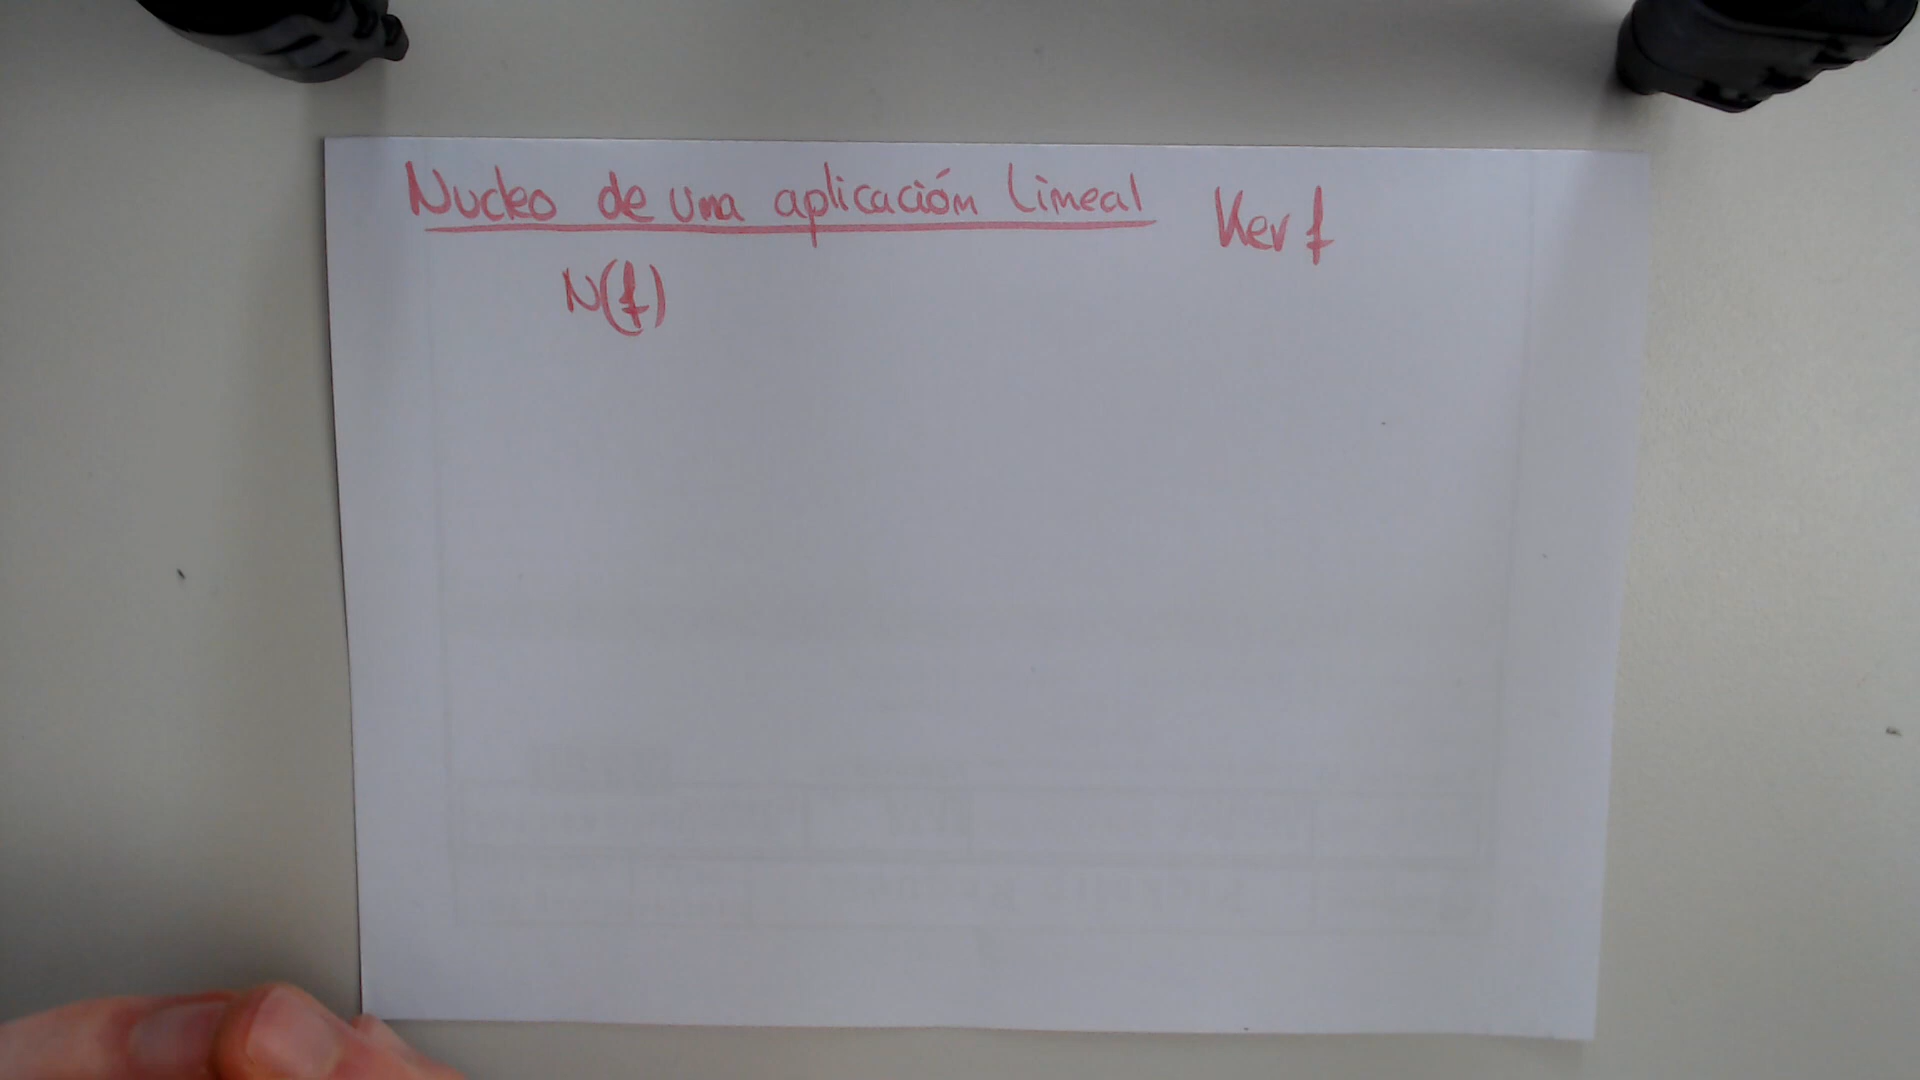 Nucleo de una aplicación lineal Ker f
N(f)